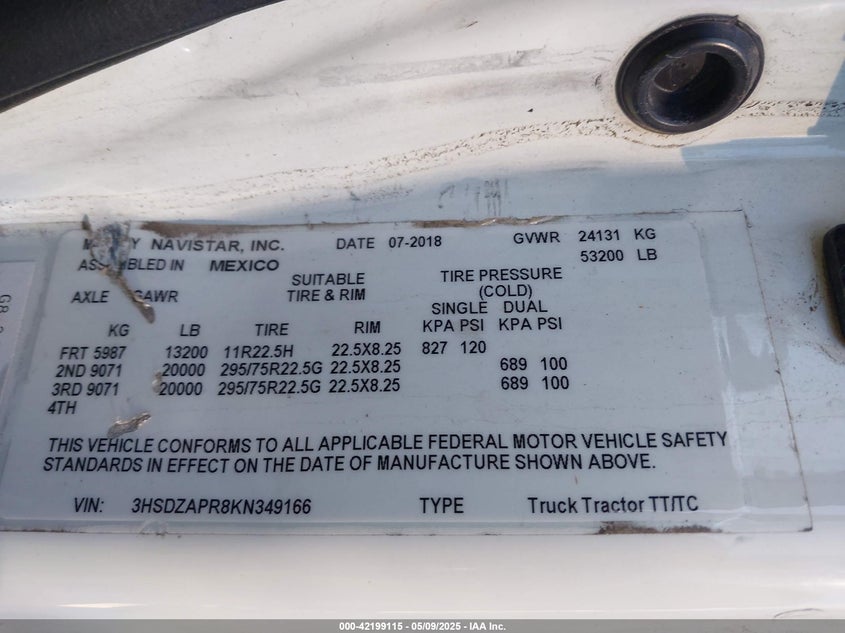 NAVISTAR, INC. DATE 07-2018 GVWR 24131 KG
53200 LB
IN MEXICO
SUITABLE TIRE PRESSURE
AXLE GAWR TIRE & RIM (COLD)
SINGLE DUAL
KG LB TIRE RIM KPA PSI KPA PSI
FRT 5987 13200 11R22.5H 22.5X8.25 827 120
2ND 9071 20000 295/75R22.5G 22.5X8.25 689 100
3RD 9071 20000 295/75R22.5G 22.5X8.25 689 100
4TH
THIS VEHICLE CONFORMS TO ALL APPLICABLE FEDERAL MOTOR VEHICLE SAFETY
STANDARDS IN EFFECT ON THE DATE OF MANUFACTURE SHOWN ABOVE.
VIN: 3HSDZAPR8KN349166 TYPE Truck Tractor TT/TC
000-42199115 - 05/09/2025 - IAA Inc.